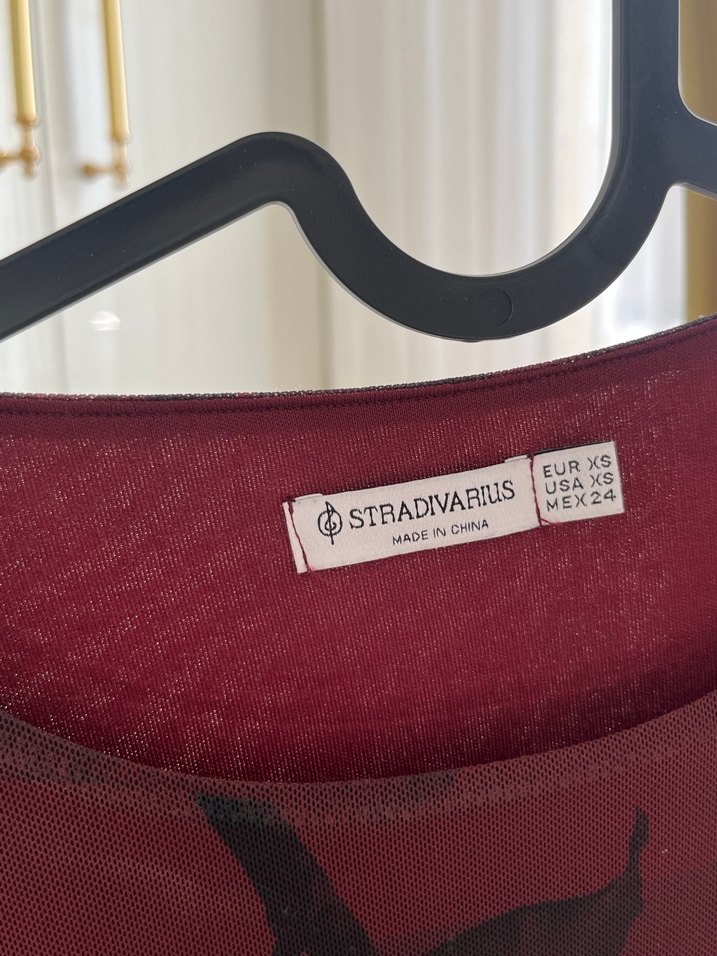 STRADIVARIUS
MADE IN CHINA
EUR XS
USA XS
MEX 24